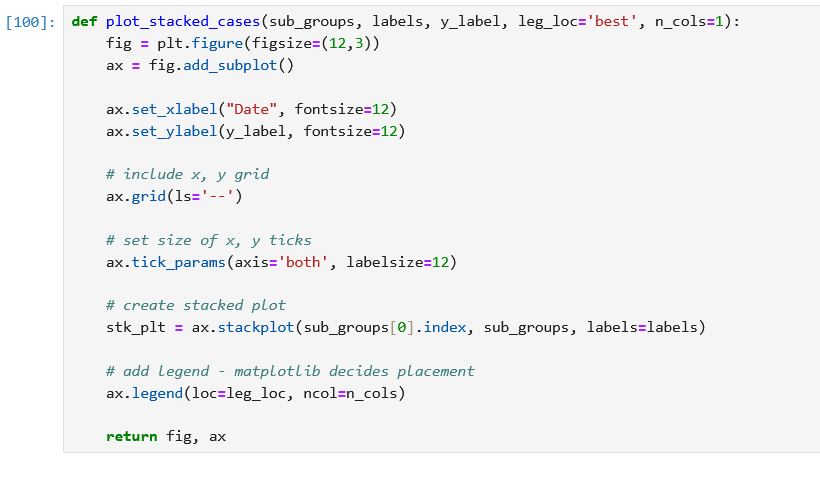 [100]: def plot_stacked_cases(sub_groups, labels, y_label, leg_loc='best', n_cols=1):
    fig = plt.figure(figsize=(12,3))
    ax = fig.add_subplot()
    ax.set_xlabel("Date", fontsize=12)
    ax.set_ylabel(y_label, fontsize=12)
    # include x, y grid
    ax.grid(ls='--')
    # set size of x, y ticks
    ax.tick_params(axis='both', labelsize=12)
    # create stacked plot
    stk_plt = ax.stackplot(sub_groups[0].index, sub_groups, labels=labels)
    # add legend - matplotlib decides placement
    ax.legend(loc=leg_loc, ncol=n_cols)
    return fig, ax